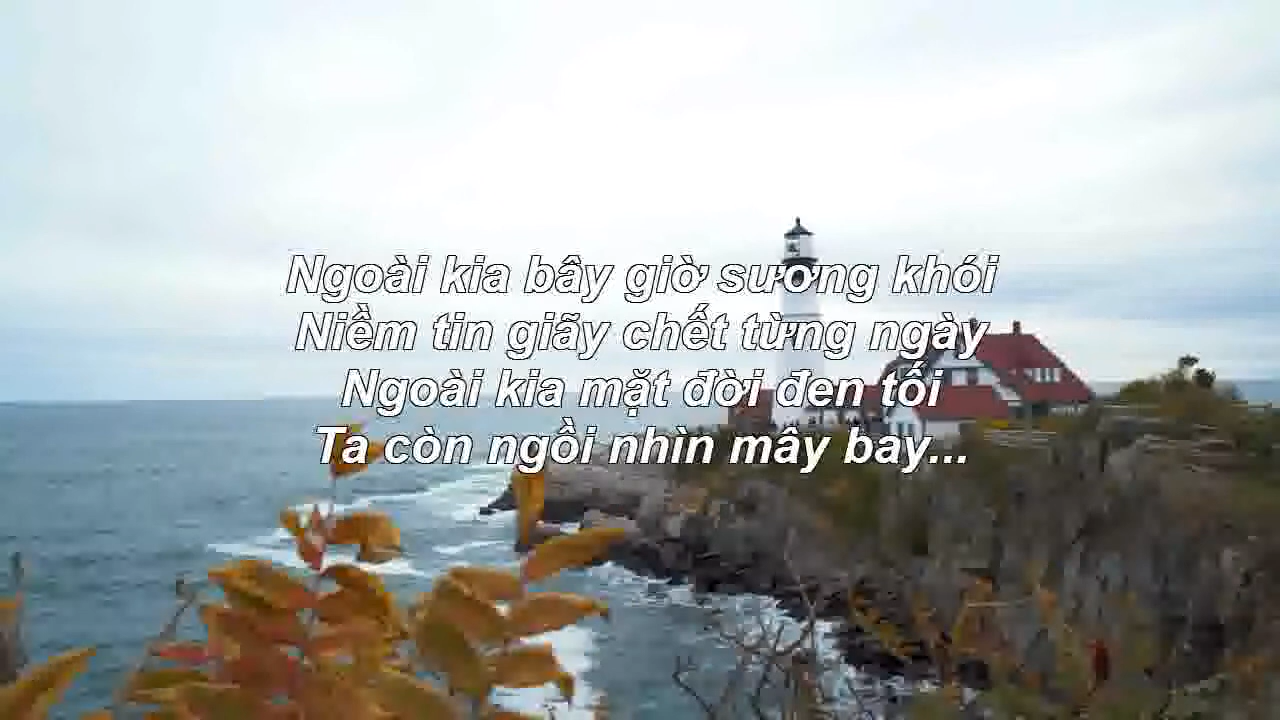 Ngoài kia bây giờ sương khói
Niềm tin giãy chết từng ngày
Ngoài kia mặt đời đen tối
Ta còn ngồi nhìn mây bay...